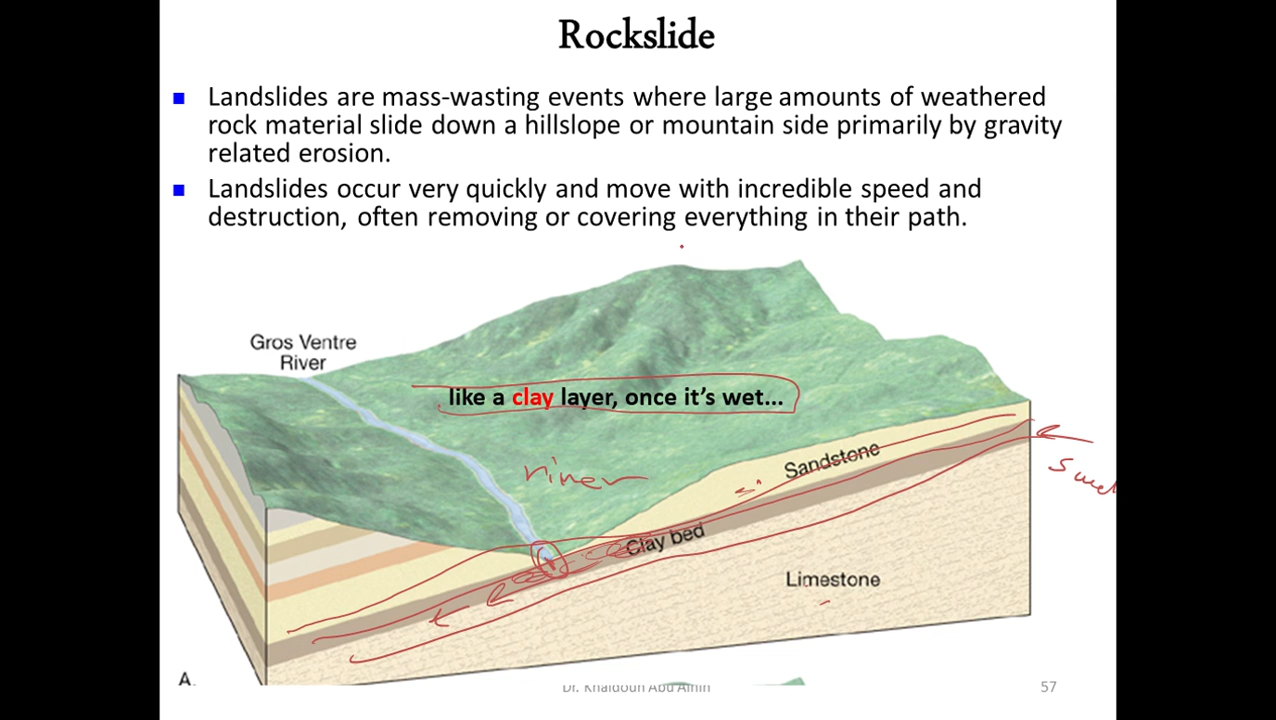 Rockslide
Landslides are mass-wasting events where large amounts of weathered
rock material slide down a hillslope or mountain side primarily by gravity
related erosion.
Landslides occur very quickly and move with incredible speed and
destruction, often removing or covering everything in their path.
Gros Ventre
River
like a clay layer, once it's wet...
Sandstone
river
Clay bed
Limestone
A.
Dr. Khaldoun Abu Alhin
57